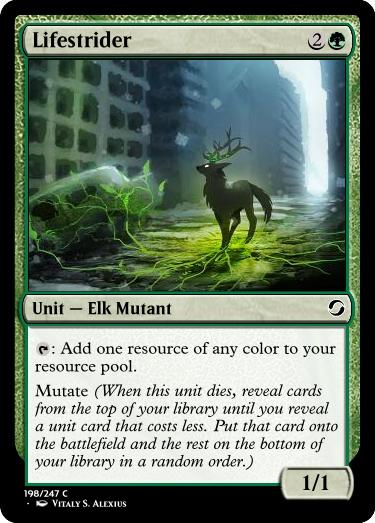 Lifestrider 2
Unit — Elk Mutant
: Add one resource of any color to your
resource pool.
Mutate (When this unit dies, reveal cards
from the top of your library until you reveal
a unit card that costs less. Put that card onto
the battlefield and the rest on the bottom of
your library in a random order.)
1/1
198/247 C
· VITALY S. ALEXIUS